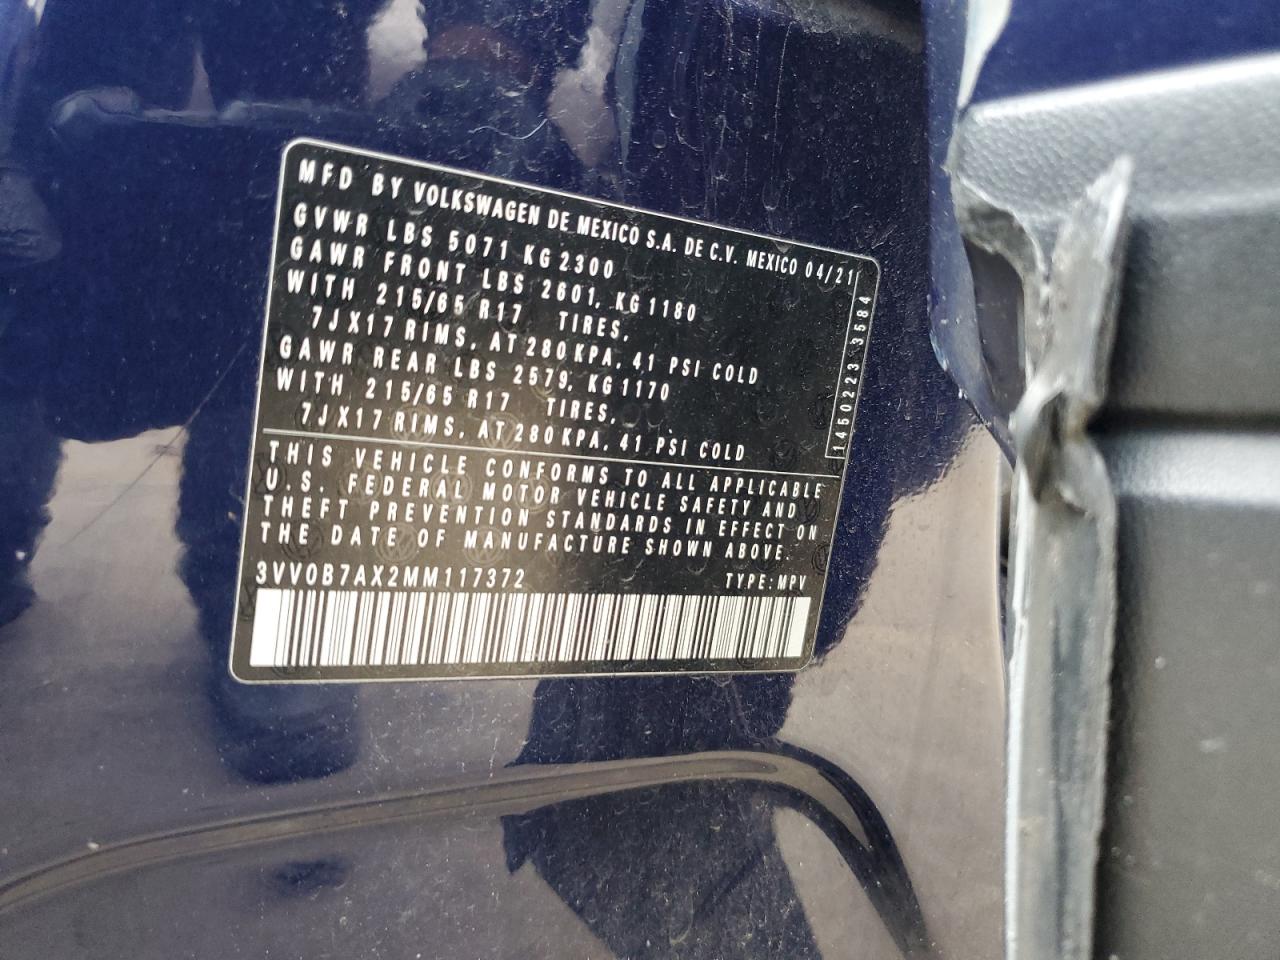 MFD BY VOLKSWAGEN DE MEXICO S.A. DE C.V. MEXICO 04/21
GVWR LBS 5071 KG 2300
GAWR FRONT LBS 2601, KG 1180
WITH 215/65 R17 TIRES,
7JX17 RIMS, AT 280 KPA, 41 PSI COLD
GAWR REAR LBS 2579, KG 1170
WITH 215/65 R17 TIRES,
7JX17 RIMS, AT 280 KPA, 41 PSI COLD
1450223 3584
THIS VEHICLE CONFORMS TO ALL APPLICABLE
U.S. FEDERAL MOTOR VEHICLE SAFETY AND
THEFT PREVENTION STANDARDS IN EFFECT ON
THE DATE OF MANUFACTURE SHOWN ABOVE.
3VV0B7AX2MM117372 TYPE: MPV